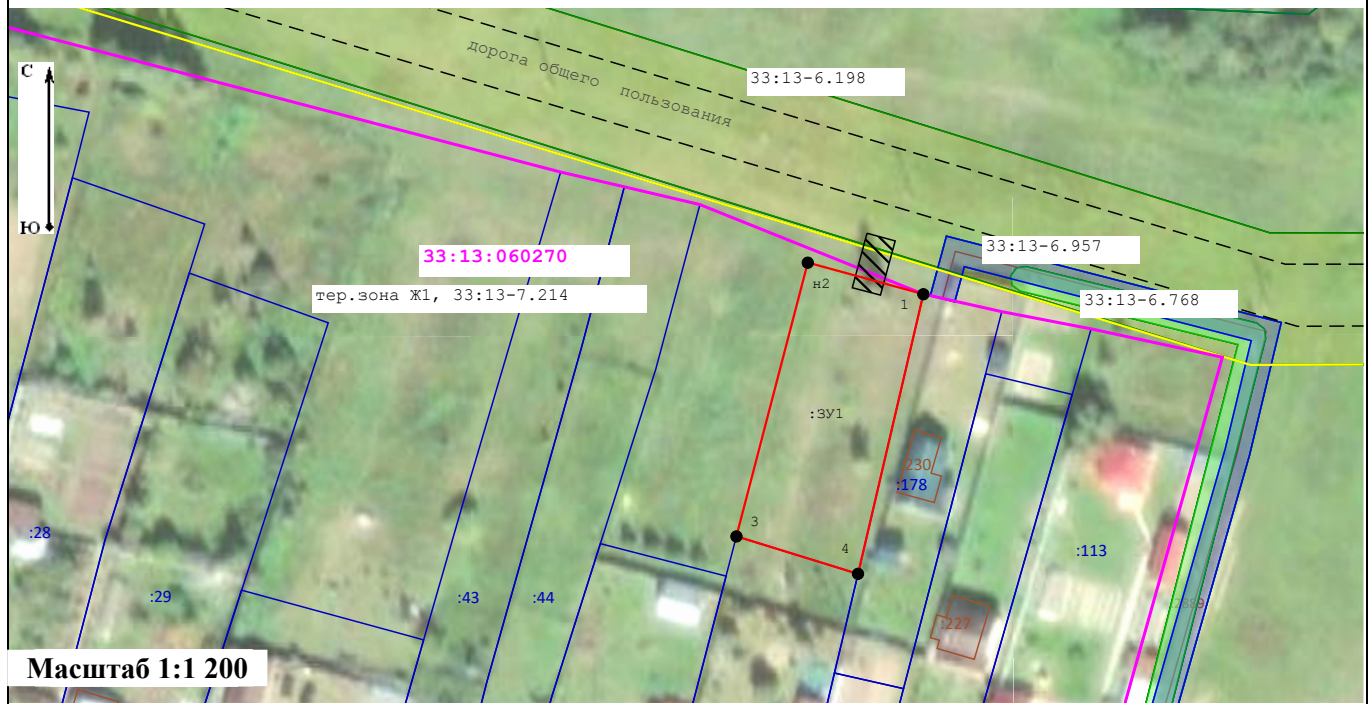 дорога общего пользования
33:13-6.198
С
Ю
33:13-6.957
33:13:060270
тер.зона Ж1, 33:13-7.214
33:13-6.768
н2
1
:ЗУ1
230
:178
3
4
:28
:113
:29
:43
:44
:227
Масштаб 1:1 200